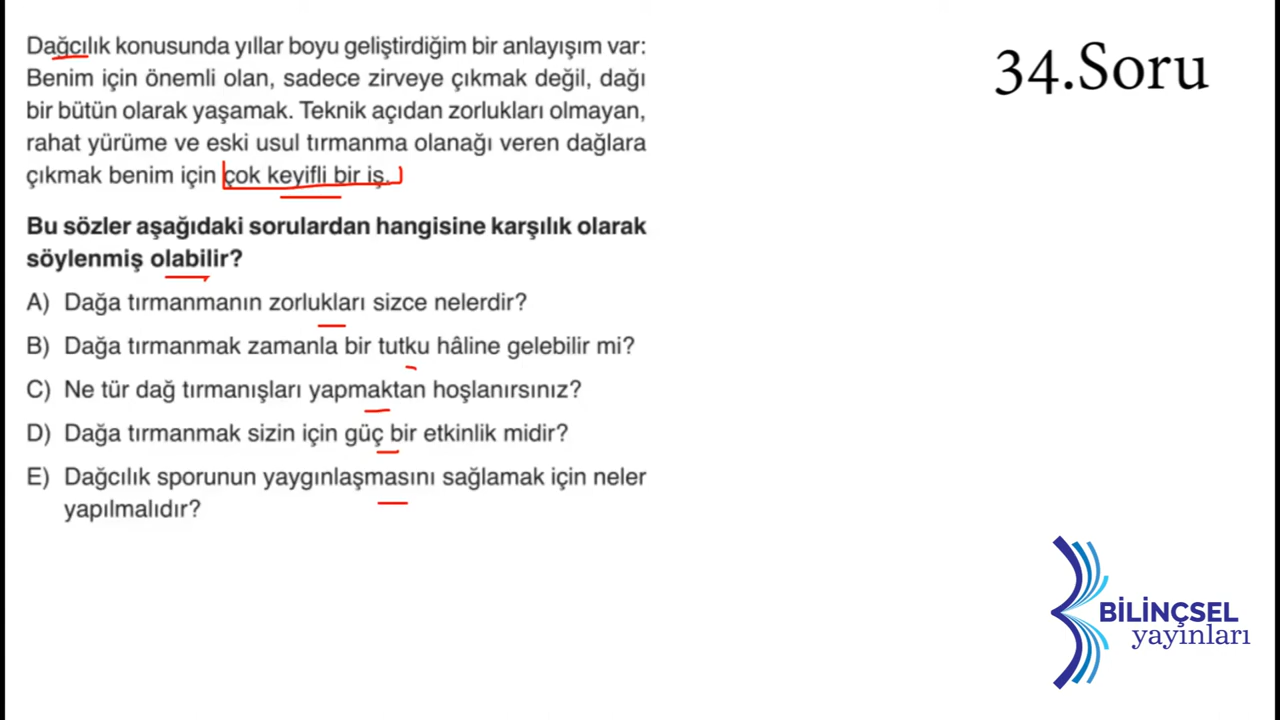 Dağcılık konusunda yıllar boyu geliştirdiğim bir anlayışım var:
Benim için önemli olan, sadece zirveye çıkmak değil, dağı
bir bütün olarak yaşamak. Teknik açıdan zorlukları olmayan,
rahat yürüme ve eski usul tırmanma olanağı veren dağlara
çıkmak benim için çok keyifli bir iş.
Bu sözler aşağıdaki sorulardan hangisine karşılık olarak
söylenmiş olabilir?
A) Dağa tırmanmanın zorlukları sizce nelerdir?
B) Dağa tırmanmak zamanla bir tutku hâline gelebilir mi?
C) Ne tür dağ tırmanışları yapmaktan hoşlanırsınız?
D) Dağa tırmanmak sizin için güç bir etkinlik midir?
E) Dağcılık sporunun yaygınlaşmasını sağlamak için neler
yapılmalıdır?
34.Soru
BİLİNÇSEL
yayınları